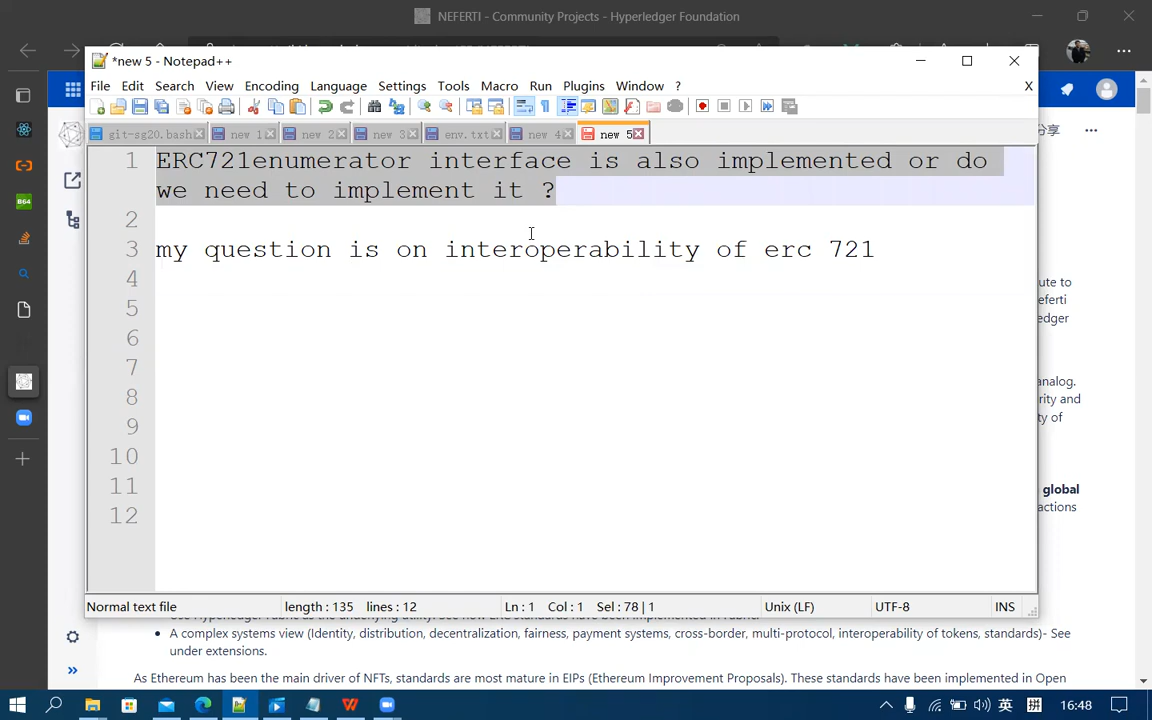 NEFERTI - Community Projects - Hyperledger Foundation
*new 5 - Notepad++
File Edit Search View Encoding Language Settings Tools Macro Run Plugins Window ? X
git-sg20.bash new 1 new 2 new 3 env.txt new 4 new 5
1 ERC721enumerator interface is also implemented or do
we need to implement it ?
2
3 my question is on interoperability of erc 721
4
5
6
7
8
9
10
11
12
分享
ute to
eferti
edger
analog.
rity and
ty of
global
actions
B64
Normal text file length : 135 lines : 12 Ln : 1 Col : 1 Sel : 78 | 1 Unix (LF) UTF-8 INS
• A complex systems view (Identity, distribution, decentralization, fairness, payment systems, cross-border, multi-protocol, interoperability of tokens, standards)- See
under extensions.
As Ethereum has been the main driver of NFTs, standards are most mature in EIPs (Ethereum Improvement Proposals). These standards have been implemented in Open
英 拼 16:48